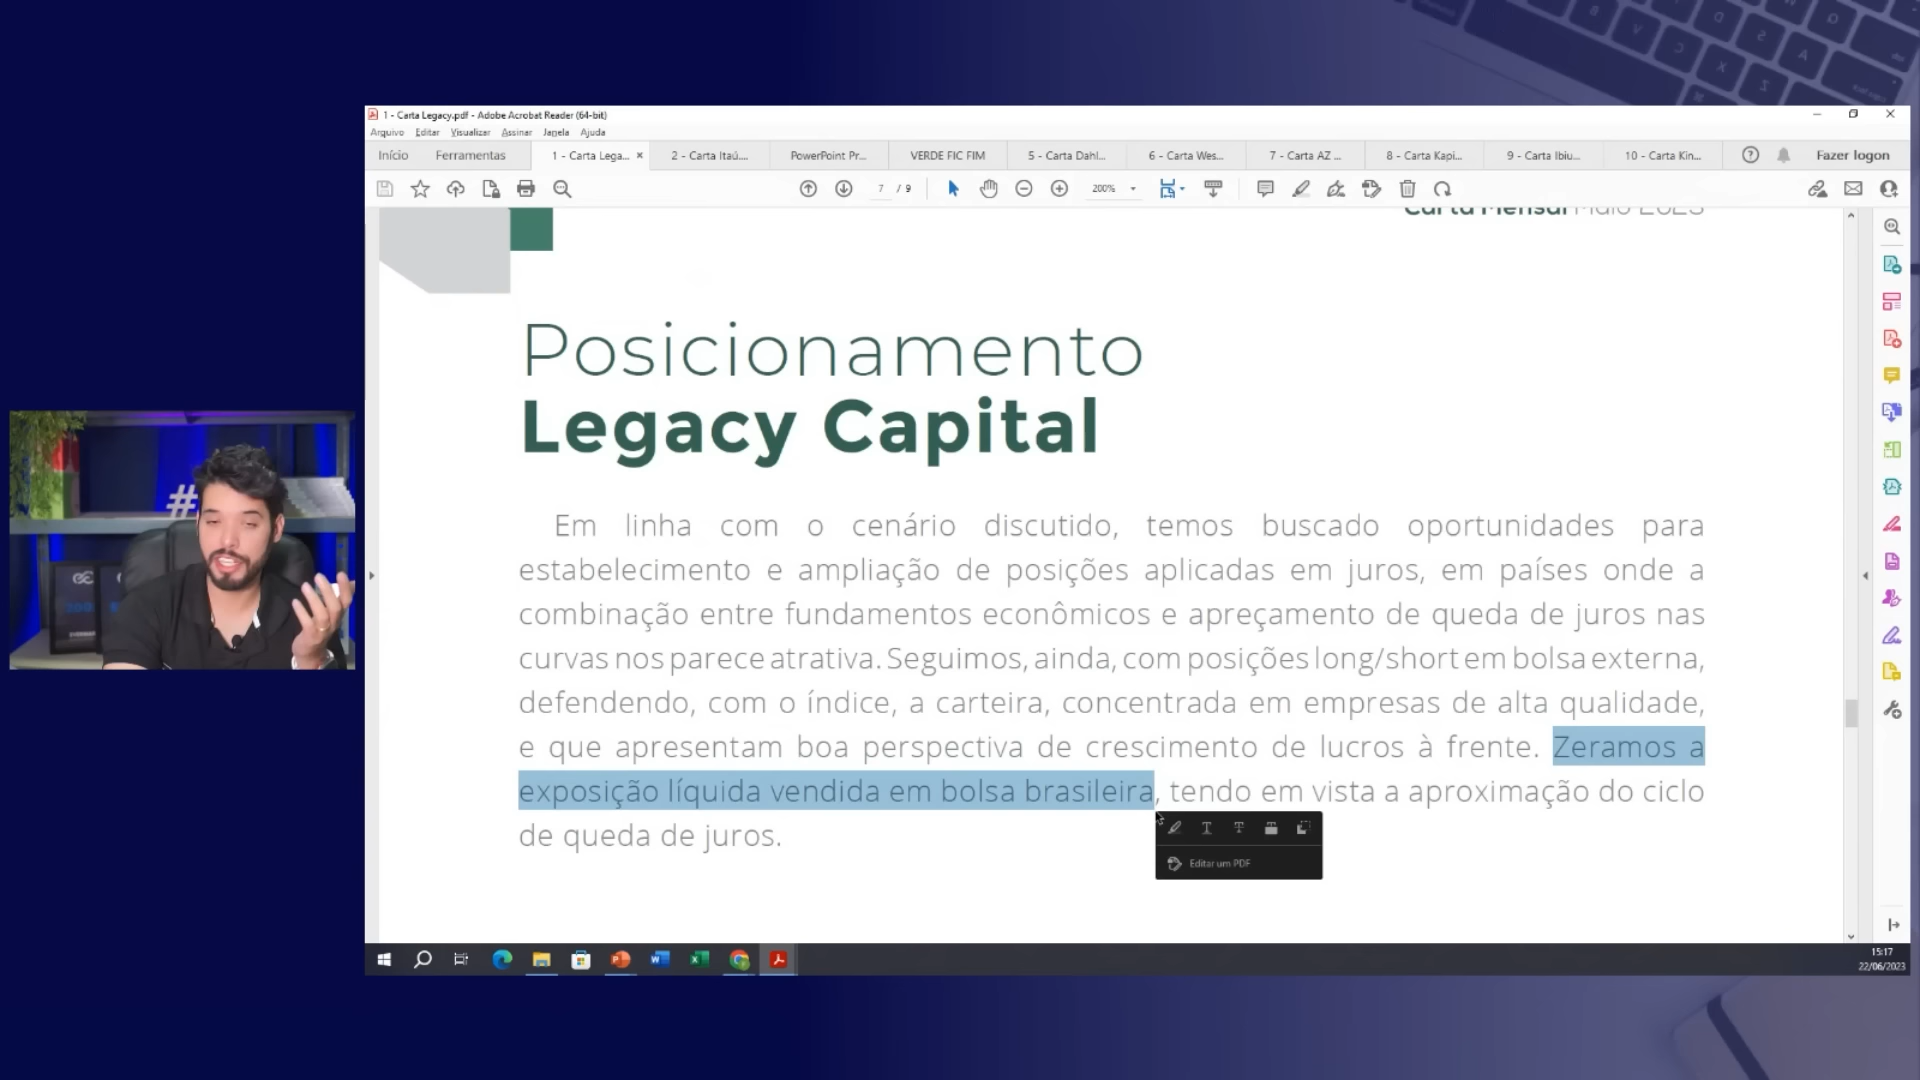 1 - Carta Legacy.pdf - Adobe Acrobat Reader (64-bit)
Arquivo Editar Visualizar Assinar Janela Ajuda
Início Ferramentas 1 - Carta Lega... × 2 - Carta Itaú.... PowerPoint Pr... VERDE FIC FIM 5 - Carta Dahl... 6 - Carta Wes... 7 - Carta AZ ... 8 - Carta Kapi... 9 - Carta Ibiu... 10 - Carta Kin... Fazer logon
7 / 9 200%
Carta Mensal Maio 2023
Posicionamento
Legacy Capital
Em linha com o cenário discutido, temos buscado oportunidades para
estabelecimento e ampliação de posições aplicadas em juros, em países onde a
combinação entre fundamentos econômicos e apreçamento de queda de juros nas
curvas nos parece atrativa. Seguimos, ainda, com posições long/short em bolsa externa,
defendendo, com o índice, a carteira, concentrada em empresas de alta qualidade,
e que apresentam boa perspectiva de crescimento de lucros à frente. Zeramos a
exposição líquida vendida em bolsa brasileira, tendo em vista a aproximação do ciclo
de queda de juros.
Editar um PDF
#
15:17
22/06/2023